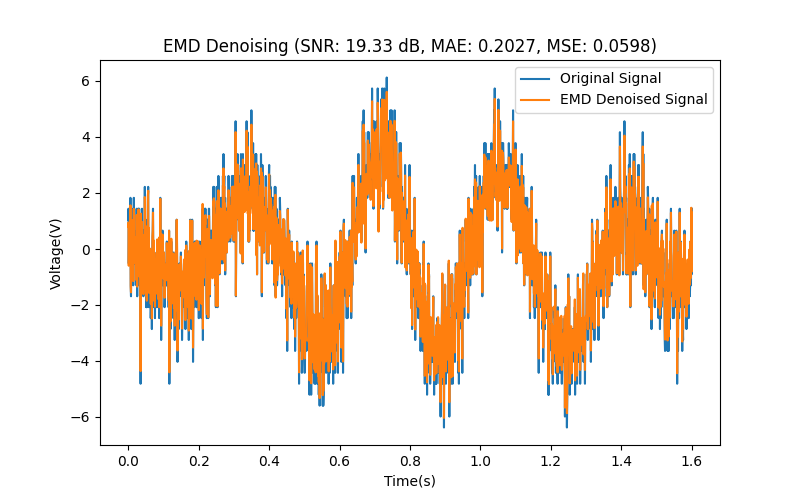 EMD Denoising (SNR: 19.33 dB, MAE: 0.2027, MSE: 0.0598)
Original Signal
EMD Denoised Signal
6
4
2
0
−2
−4
−6
Voltage(V)
0.0 0.2 0.4 0.6 0.8 1.0 1.2 1.4 1.6
Time(s)